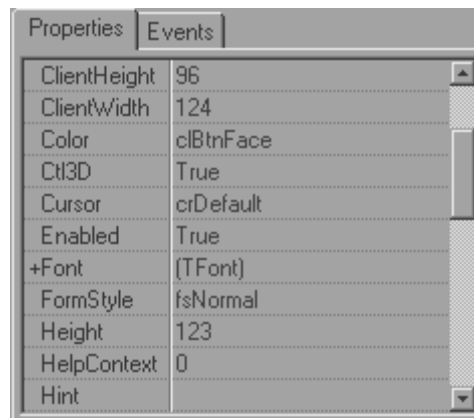 Properties Events
ClientHeight 96
ClientWidth 124
Color clBtnFace
Ctl3D True
Cursor crDefault
Enabled True
+Font (TFont)
FormStyle fsNormal
Height 123
HelpContext 0
Hint